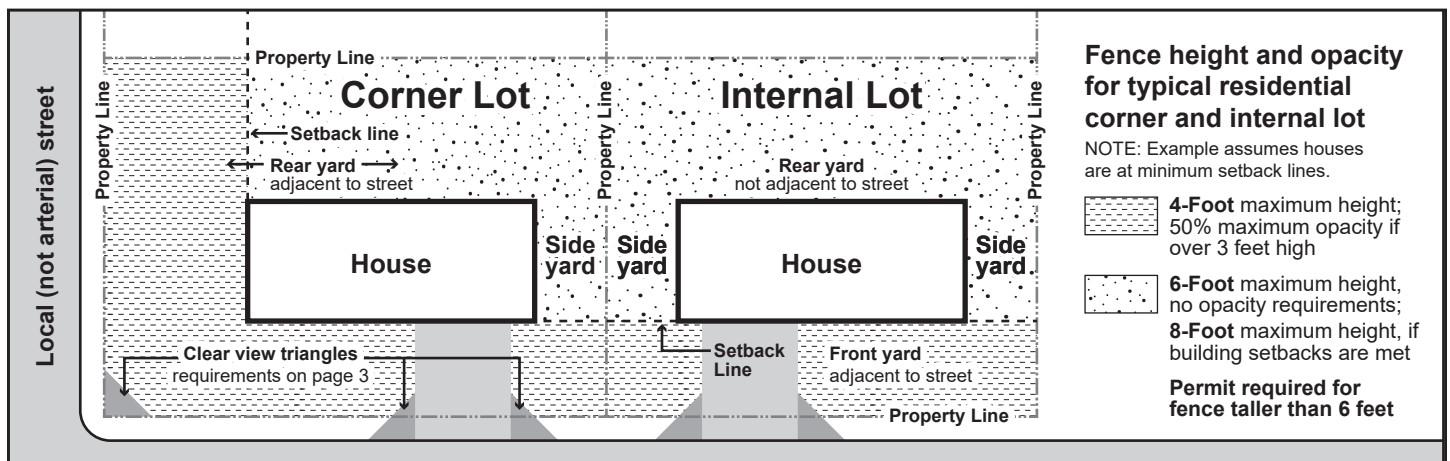 Local (not arterial) street
Property Line
Property Line
Corner Lot
Setback line
Rear yard
adjacent to street
House
Side
yard
Clear view triangles
requirements on page 3
Property Line
Internal Lot
Rear yard
not adjacent to street
Side
yard
House
Side
yard
Setback
Line
Front yard
adjacent to street
Property Line
Property Line
Fence height and opacity
for typical residential
corner and internal lot
NOTE: Example assumes houses
are at minimum setback lines.
4-Foot maximum height;
50% maximum opacity if
over 3 feet high
6-Foot maximum height,
no opacity requirements;
8-Foot maximum height, if
building setbacks are met
Permit required for
fence taller than 6 feet